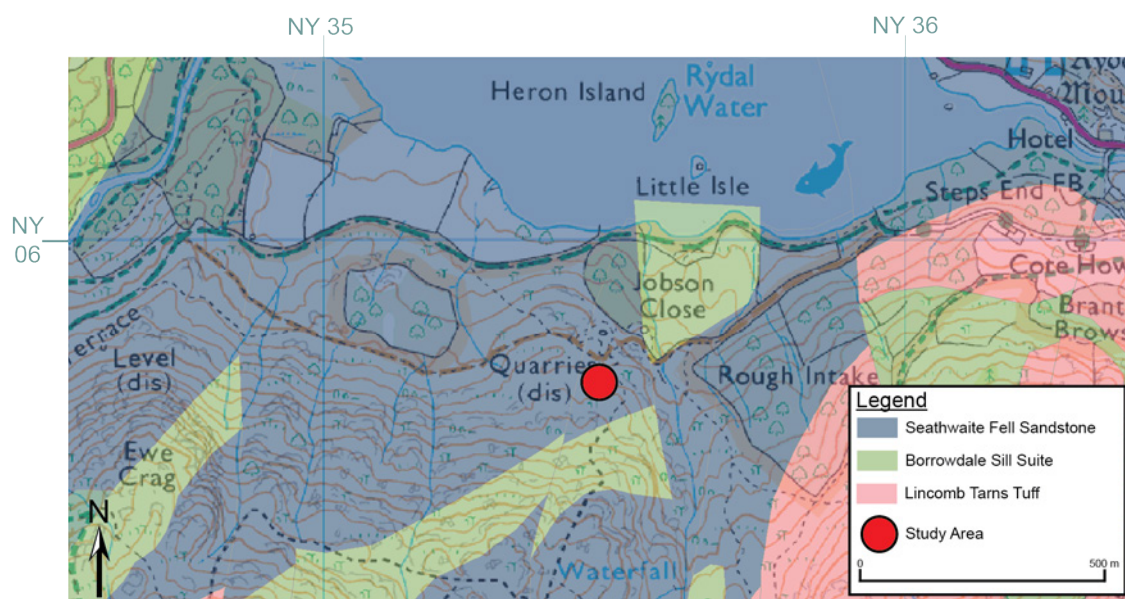 NY 35
NY 36
Heron Island
Rydal
Water
Hotel
Little Isle
Steps End FB
NY
06
Jobson
Close
Cote How
Brant
Brows
Terrace
Level
(dis)
Quarries
(dis)
Rough Intake
Ewe
Crag
N
Waterfall
Legend
Seathwaite Fell Sandstone
Borrowdale Sill Suite
Lincomb Tarns Tuff
Study Area
0
500 m